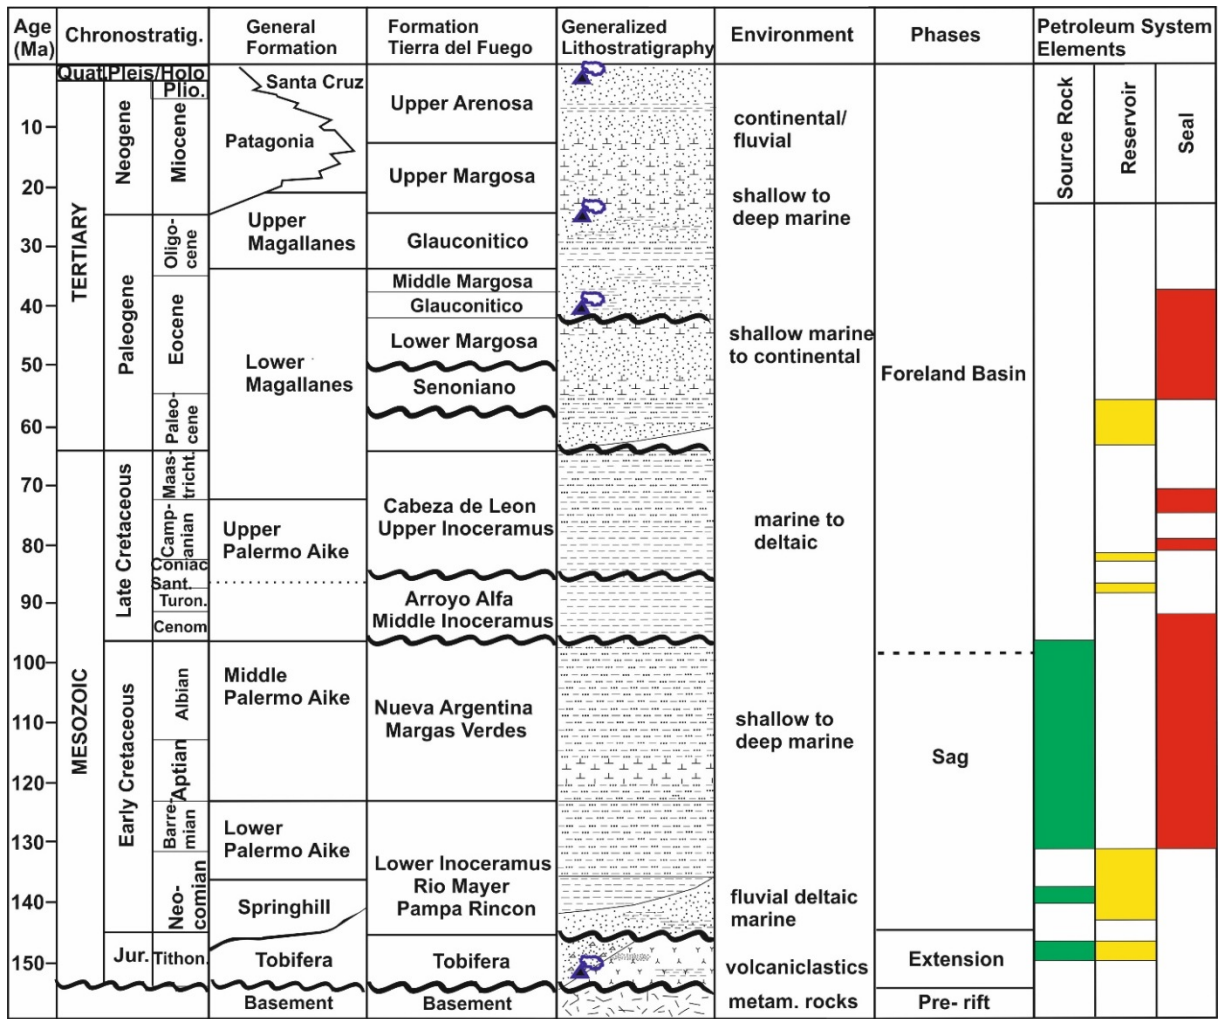 Age
(Ma)
Chronostratig.
General
Formation
Formation
Tierra del Fuego
Generalized
Lithostratigraphy
Environment
Phases
Petroleum System
Elements
Source Rock
Reservoir
Seal
10
20
30
40
50
60
70
80
90
100
110
120
130
140
150
Quat.
Pleis/Holo
TERTIARY
MESOZOIC
Neogene
Paleogene
Late Cretaceous
Early Cretaceous
Jur.
Plio.
Miocene
Oligo-
cene
Eocene
Paleo-
cene
Maas-
tricht.
Camp-
anian
Coniac
Sant.
Turon.
Cenom
Albian
Aptian
Barre-
mian
Neo-
comian
Tithon.
Santa Cruz
Patagonia
Upper
Magallanes
Lower
Magallanes
Upper
Palermo Aike
Middle
Palermo Aike
Lower
Palermo Aike
Springhill
Tobifera
Basement
Upper Arenosa
Upper Margosa
Glauconitico
Middle Margosa
Glauconitico
Lower Margosa
Senoniano
Cabeza de Leon
Upper Inoceramus
Arroyo Alfa
Middle Inoceramus
Nueva Argentina
Margas Verdes
Lower Inoceramus
Rio Mayer
Pampa Rincon
Tobifera
Basement
continental/
fluvial
shallow to
deep marine
shallow marine
to continental
marine to
deltaic
shallow to
deep marine
fluvial deltaic
marine
volcaniclastics
metam. rocks
Foreland Basin
Sag
Extension
Pre- rift